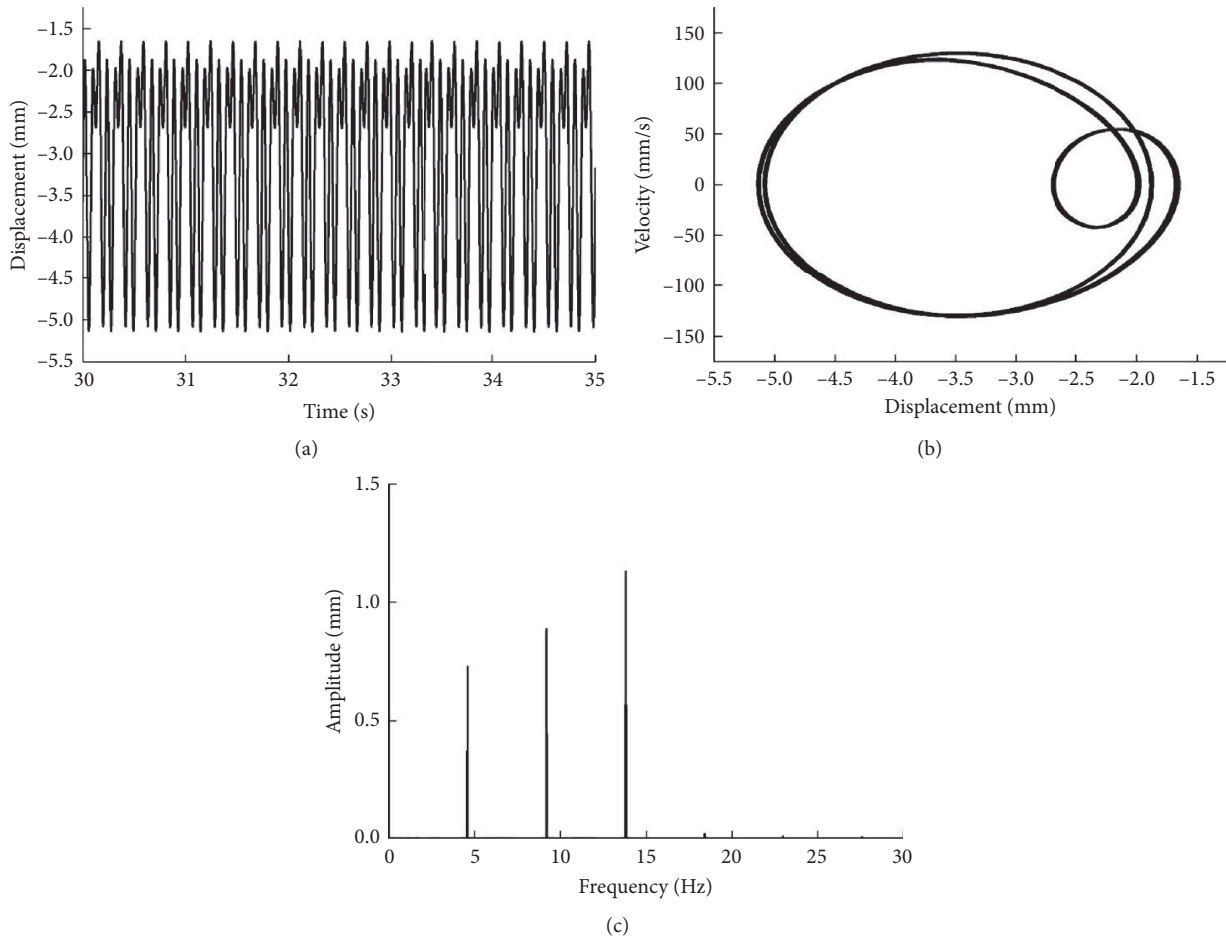 –1.5
–2.0
–2.5
–3.0
–3.5
–4.0
–4.5
–5.0
–5.5
Displacement (mm)
30 31 32 33 34 35
Time (s)
(a)
150
100
50
0
–50
–100
–150
Velocity (mm/s)
–5.5 –5.0 –4.5 –4.0 –3.5 –3.0 –2.5 –2.0 –1.5
Displacement (mm)
(b)
1.5
1.0
0.5
0.0
Amplitude (mm)
0 5 10 15 20 25 30
Frequency (Hz)
(c)